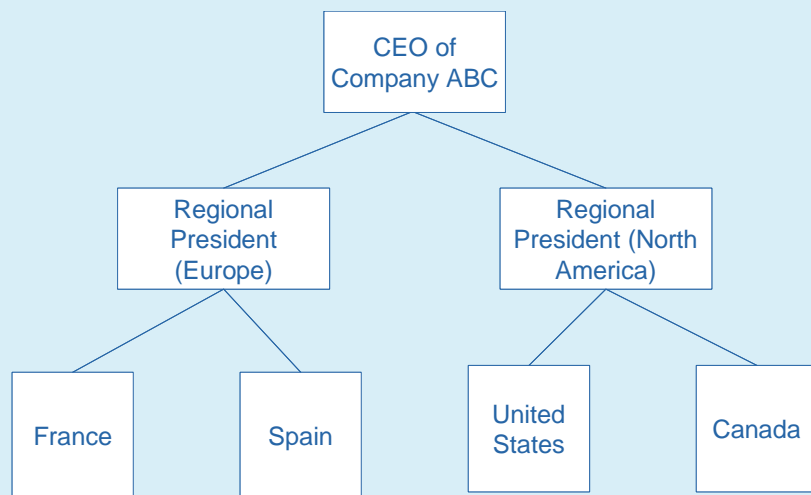 CEO of
Company ABC
Regional
President
(Europe)
Regional
President (North
America)
France
Spain
United
States
Canada